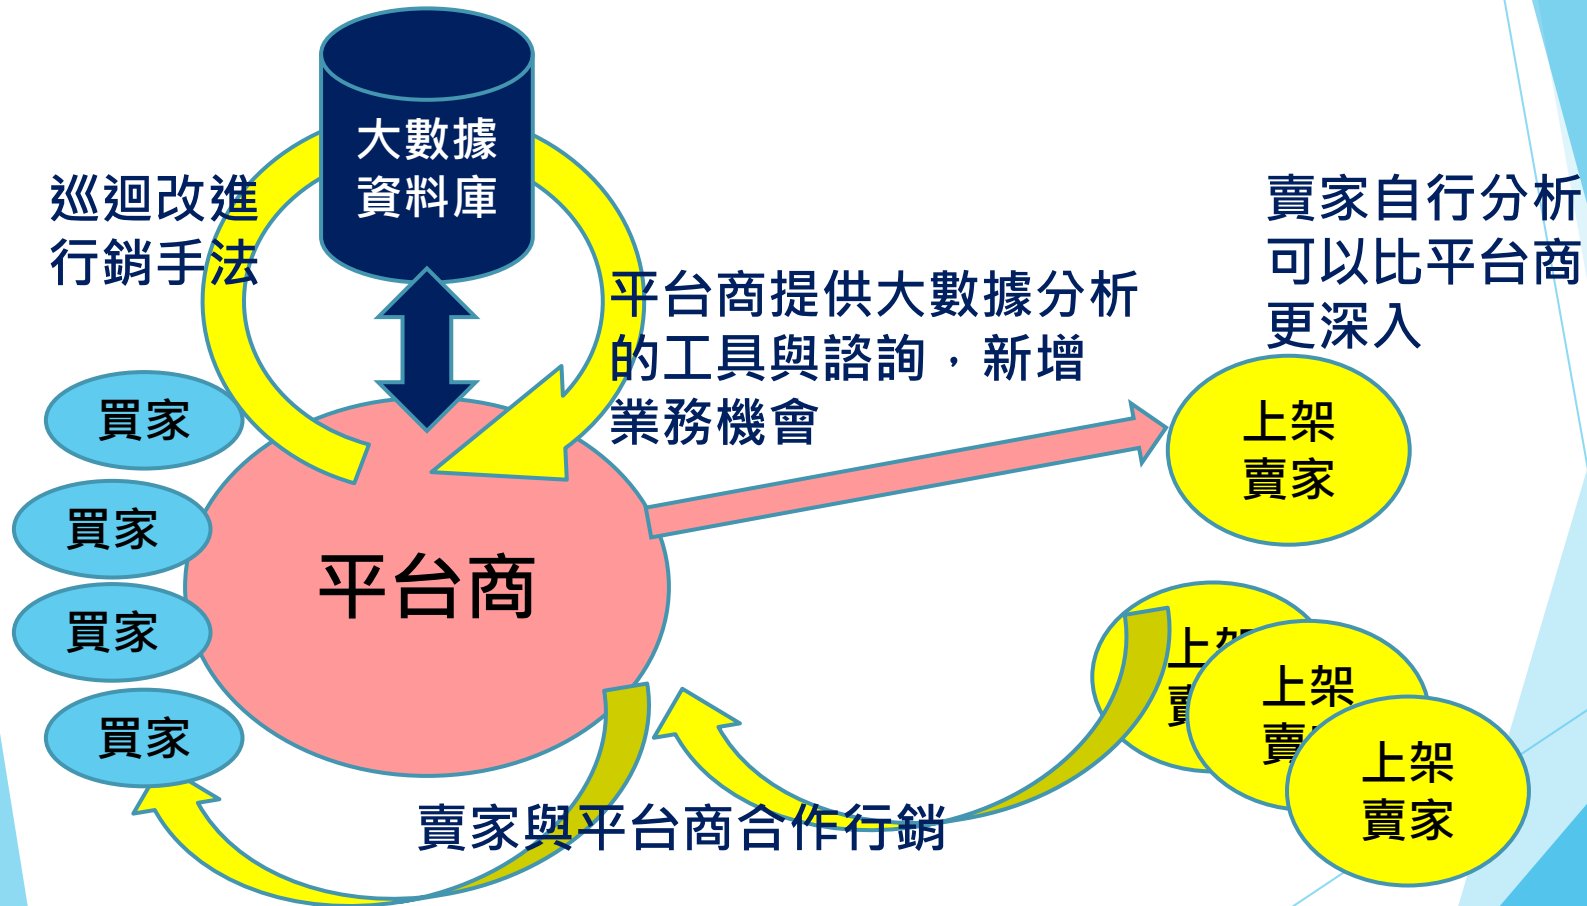 大數據
資料庫
巡迴改進
行銷手法
平台商提供大數據分析
的工具與諮詢，新增
業務機會
賣家自行分析
可以比平台商
更深入
買家
買家
買家
買家
平台商
上架
賣家
上架
賣
上架
賣
上架
賣家
賣家與平台商合作行銷